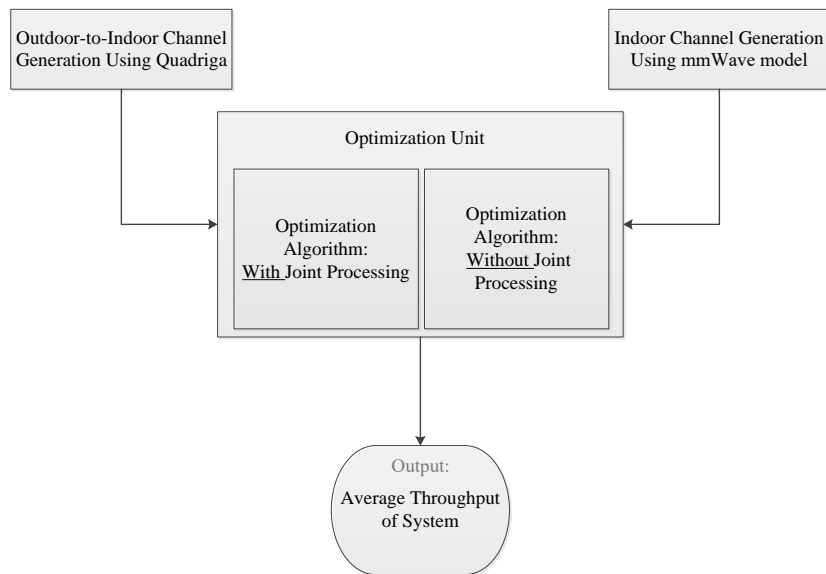 Outdoor-to-Indoor Channel
Generation Using Quadriga
Indoor Channel Generation
Using mmWave model
Optimization Unit
Optimization
Algorithm:
With Joint Processing
Optimization
Algorithm:
Without Joint
Processing
Output:
Average Throughput
of System